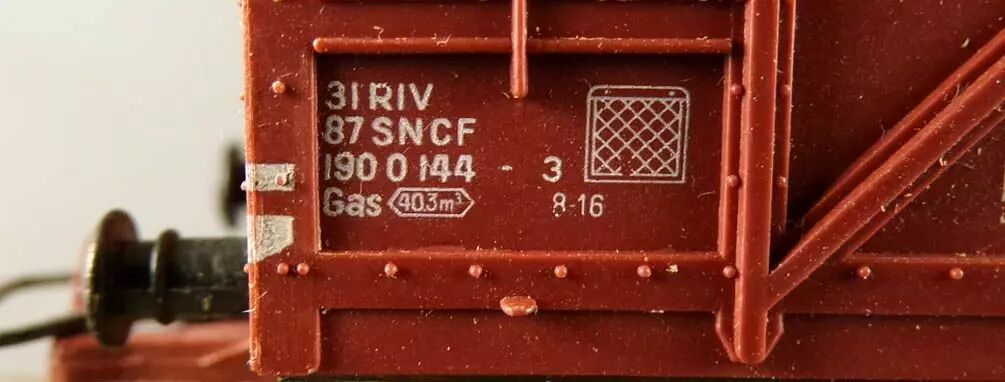 31 RIV
87 SNCF
190 0 144 - 3
Gas 40.3m³ 8-16